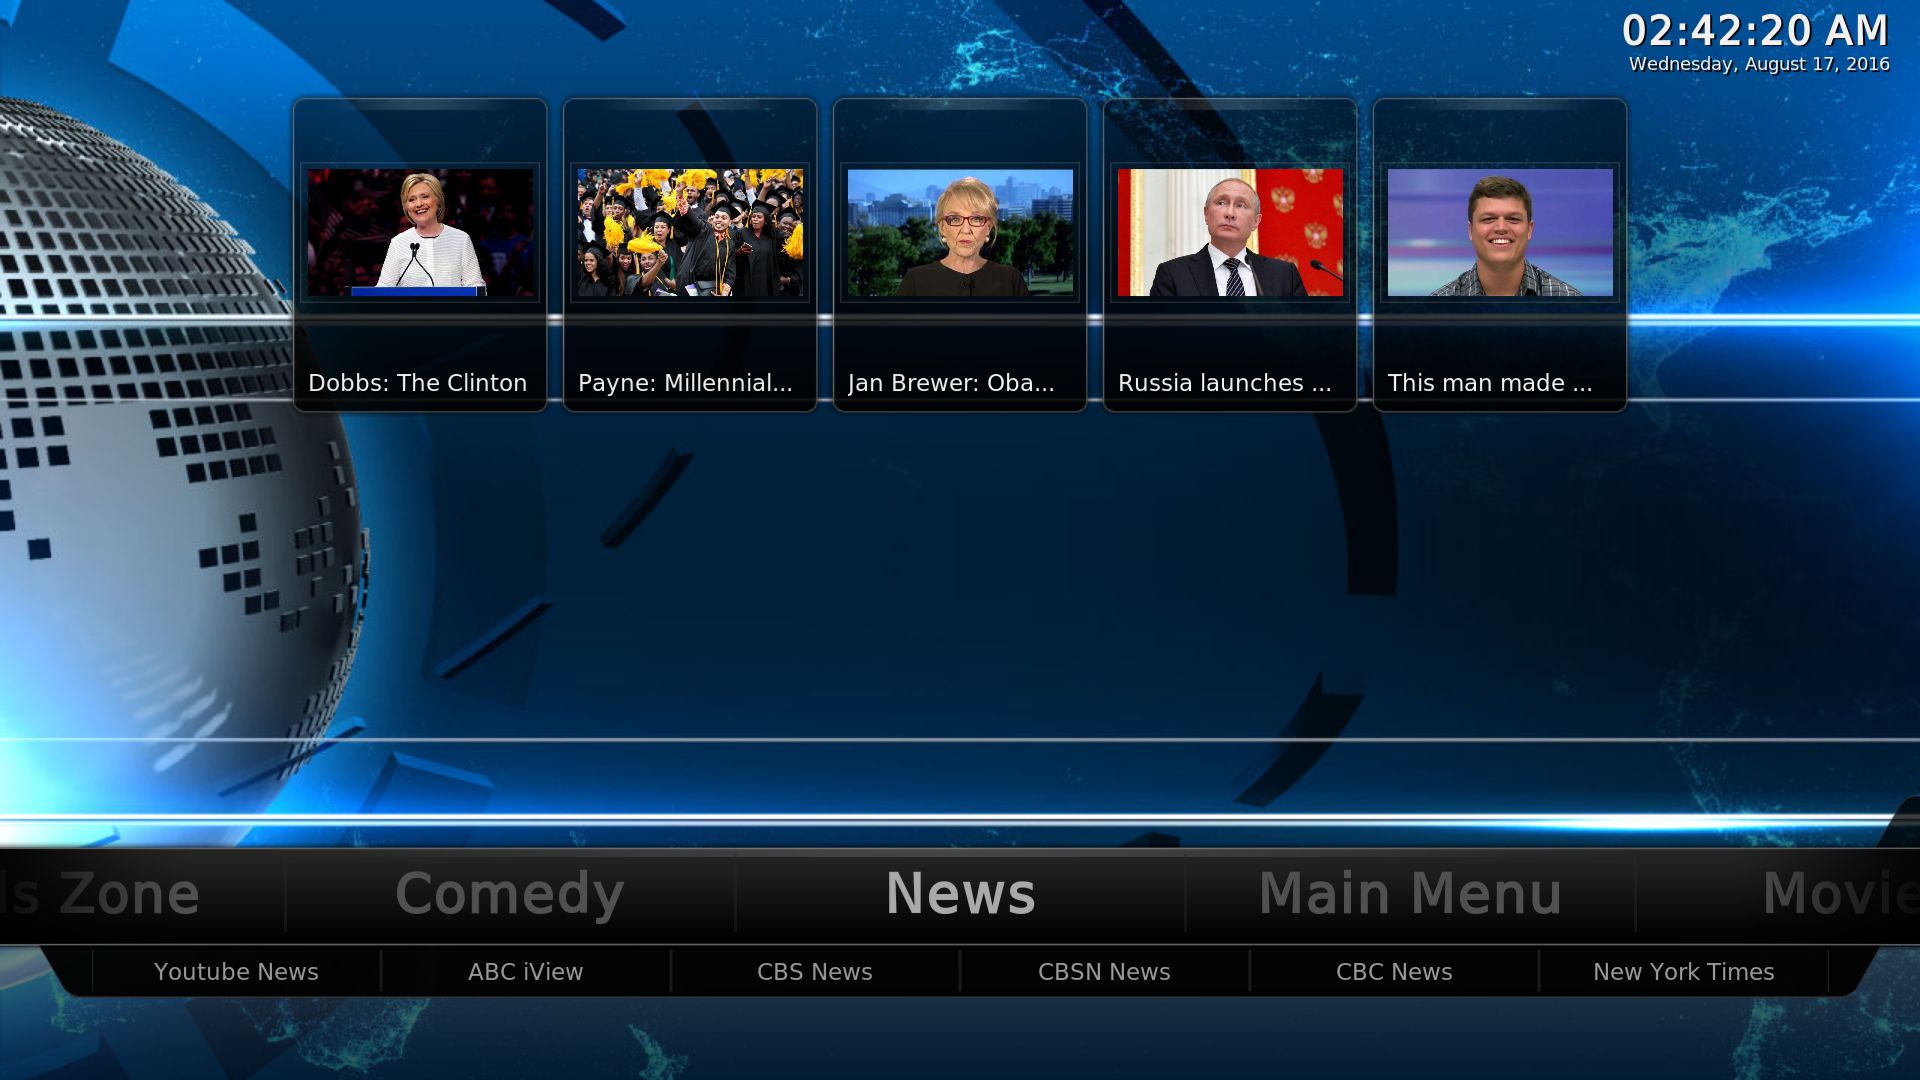 02:42:20 AM
Wednesday, August 17, 2016
Dobbs: The Clinton
Payne: Millennial...
Jan Brewer: Oba...
Russia launches ...
This man made ...
ls Zone
Comedy
News
Main Menu
Movie
Youtube News
ABC iView
CBS News
CBSN News
CBC News
New York Times